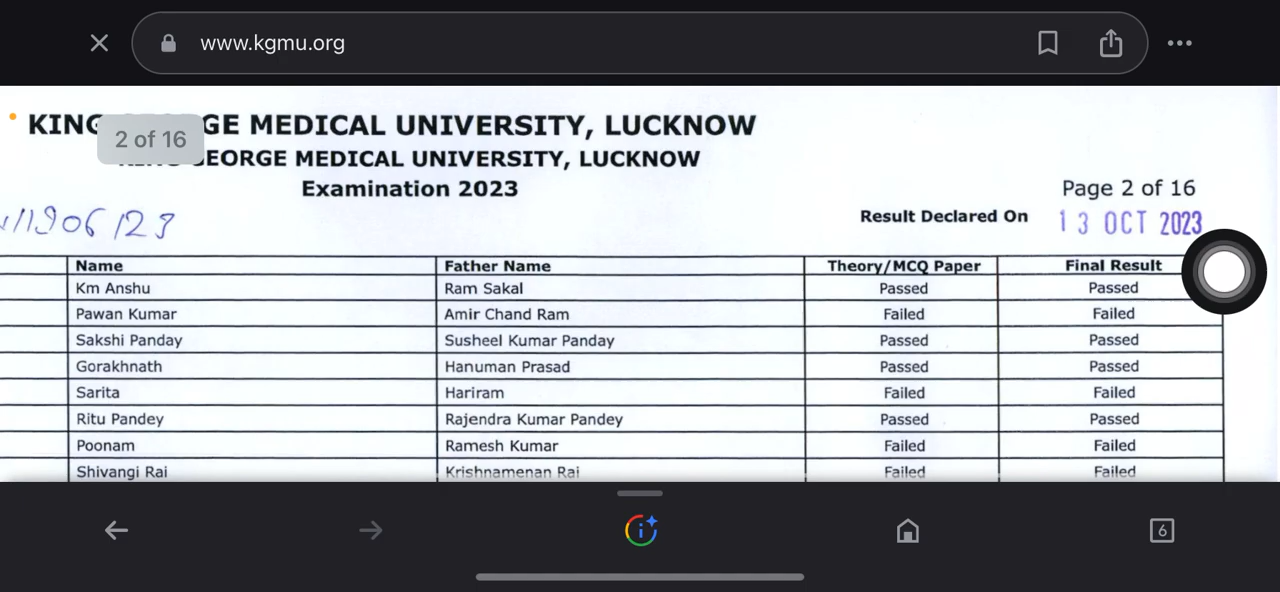 www.kgmu.org
KING GE MEDICAL UNIVERSITY, LUCKNOW
2 of 16
GEORGE MEDICAL UNIVERSITY, LUCKNOW
Examination 2023
Page 2 of 16
Result Declared On 13 OCT 2023
Name Father Name Theory/MCQ Paper Final Result
Km Anshu Ram Sakal Passed Passed
Pawan Kumar Amir Chand Ram Failed Failed
Sakshi Panday Susheel Kumar Panday Passed Passed
Gorakhnath Hanuman Prasad Passed Passed
Sarita Hariram Failed Failed
Ritu Pandey Rajendra Kumar Pandey Passed Passed
Poonam Ramesh Kumar Failed Failed
Shivangi Rai Krishnamenan Rai Failed Failed
6